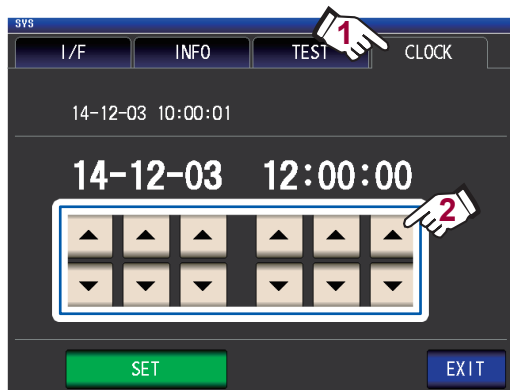 SYS
1
I/F INFO TEST CLOCK
14-12-03 10:00:01
14-12-03 12:00:00
2
SET EXIT